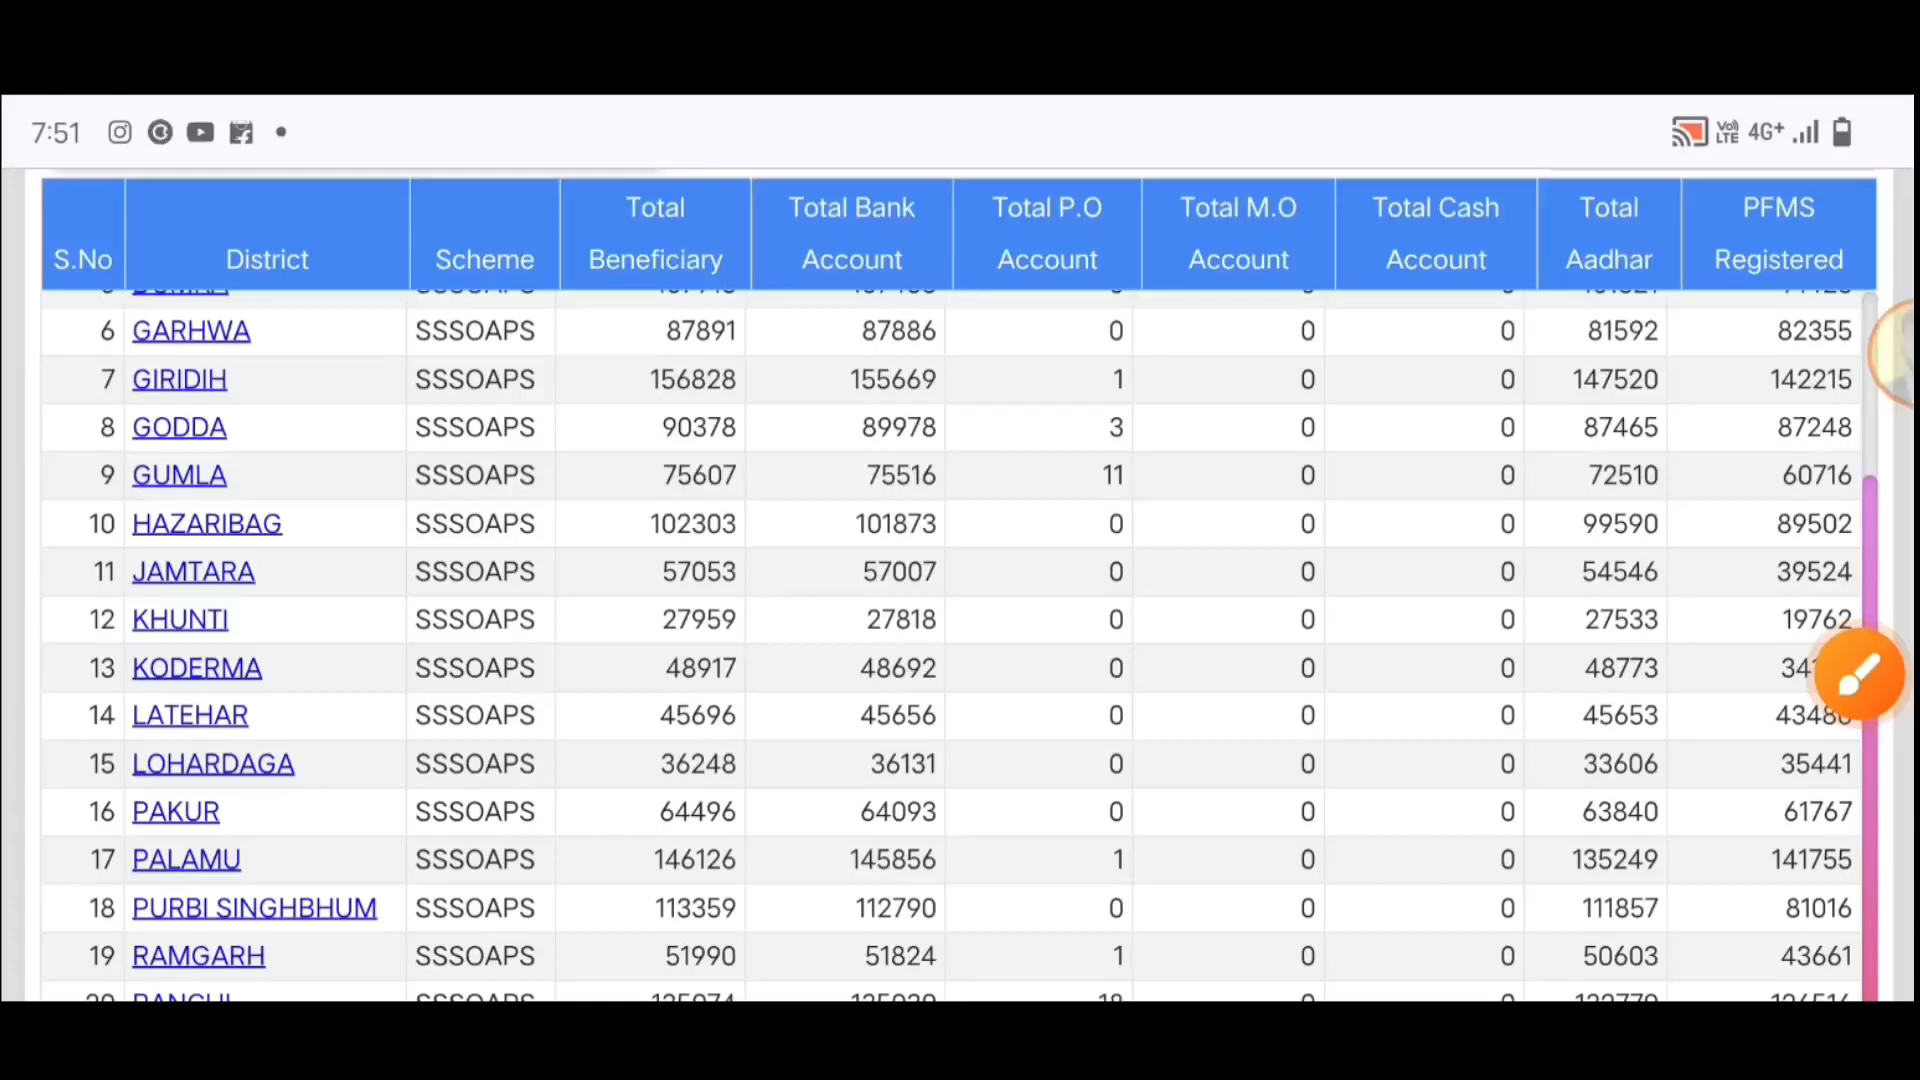 7:51 VoLTE 4G+
S.No District Scheme Total Beneficiary Total Bank Account Total P.O Account Total M.O Account Total Cash Account Total Aadhar PFMS Registered
6 GARHWA SSSOAPS 87891 87886 0 0 0 81592 82355
7 GIRIDIH SSSOAPS 156828 155669 1 0 0 147520 142215
8 GODDA SSSOAPS 90378 89978 3 0 0 87465 87248
9 GUMLA SSSOAPS 75607 75516 11 0 0 72510 60716
10 HAZARIBAG SSSOAPS 102303 101873 0 0 0 99590 89502
11 JAMTARA SSSOAPS 57053 57007 0 0 0 54546 39524
12 KHUNTI SSSOAPS 27959 27818 0 0 0 27533 19762
13 KODERMA SSSOAPS 48917 48692 0 0 0 48773
14 LATEHAR SSSOAPS 45696 45656 0 0 0 45653
15 LOHARDAGA SSSOAPS 36248 36131 0 0 0 33606 35441
16 PAKUR SSSOAPS 64496 64093 0 0 0 63840 61767
17 PALAMU SSSOAPS 146126 145856 1 0 0 135249 141755
18 PURBI SINGHBHUM SSSOAPS 113359 112790 0 0 0 111857 81016
19 RAMGARH SSSOAPS 51990 51824 1 0 0 50603 43661